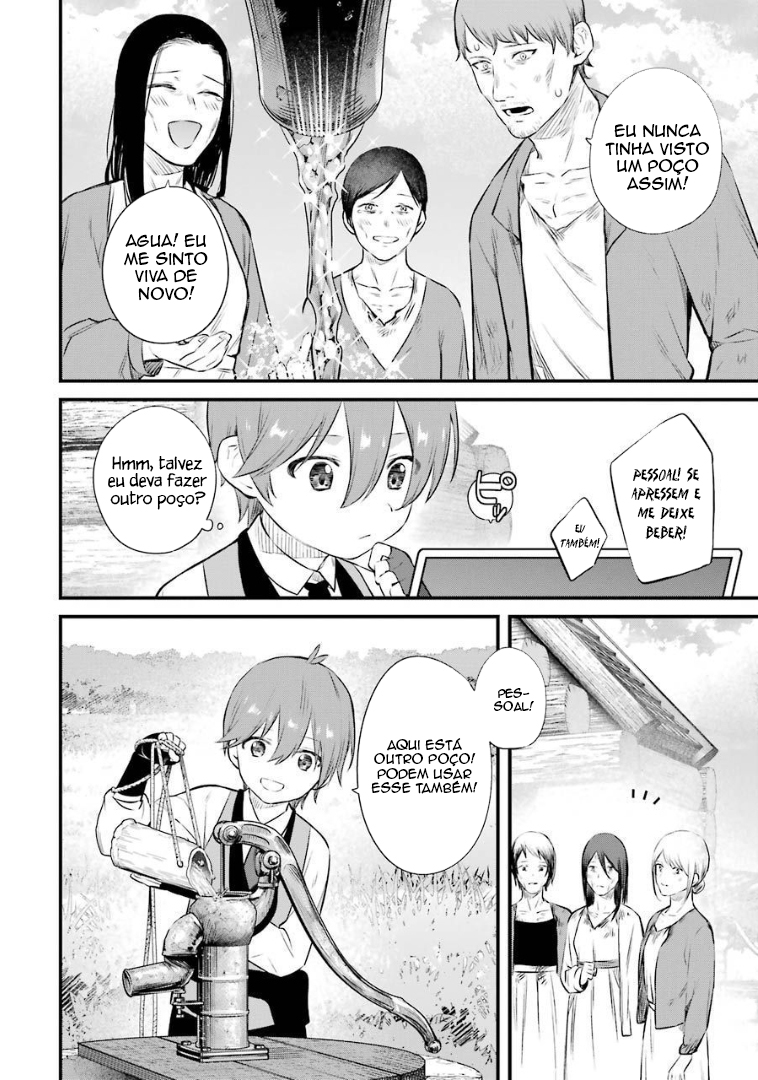 EU NUNCA
TINHA VISTO
UM POÇO
ASSIM!
AGUA! EU
ME SINTO
VIVA DE
NOVO!
PESSOAL! SE
APRESSEM E
ME DEIXE
BEBER!
EU
TAMBÉM!
Hmm, talvez
eu deva fazer
outro poço?
PES-
SOAL!
AQUI ESTÁ
OUTRO POÇO!
PODEM USAR
ESSE TAMBÉM!